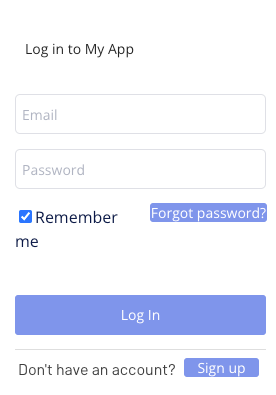 Log in to My App
Email
Password
Remember me
Forgot password?
Log In
Don't have an account? Sign up